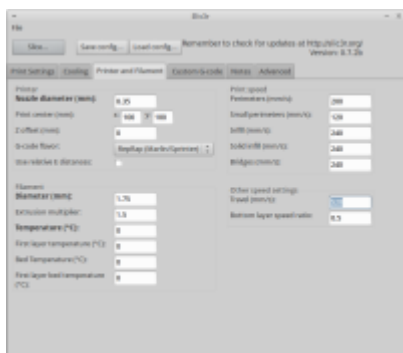 Slic3r
File
Slice...
Save config...
Load config...
Remember to check for updates at http://slic3r.org/
Version: 0.7.2b
Print Settings
Cooling
Printer and Filament
Custom G-code
Notes
Advanced
Printer
Nozzle diameter (mm):
0.35
Print center (mm):
X: 100 Y: 100
Z offset (mm):
0
G-code flavor:
RepRap (Marlin/Sprinter)
Use relative E distances:
Filament
Diameter (mm):
1.75
Extrusion multiplier:
1.5
Temperature (°C):
0
First layer temperature (°C):
0
Bed Temperature (°C):
0
First layer bed temperature (°C):
0
Print speed
Perimeters (mm/s):
200
Small perimeters (mm/s):
120
Infill (mm/s):
240
Solid infill (mm/s):
240
Bridges (mm/s):
240
Other speed settings
Travel (mm/s):
Bottom layer speed ratio:
0.5